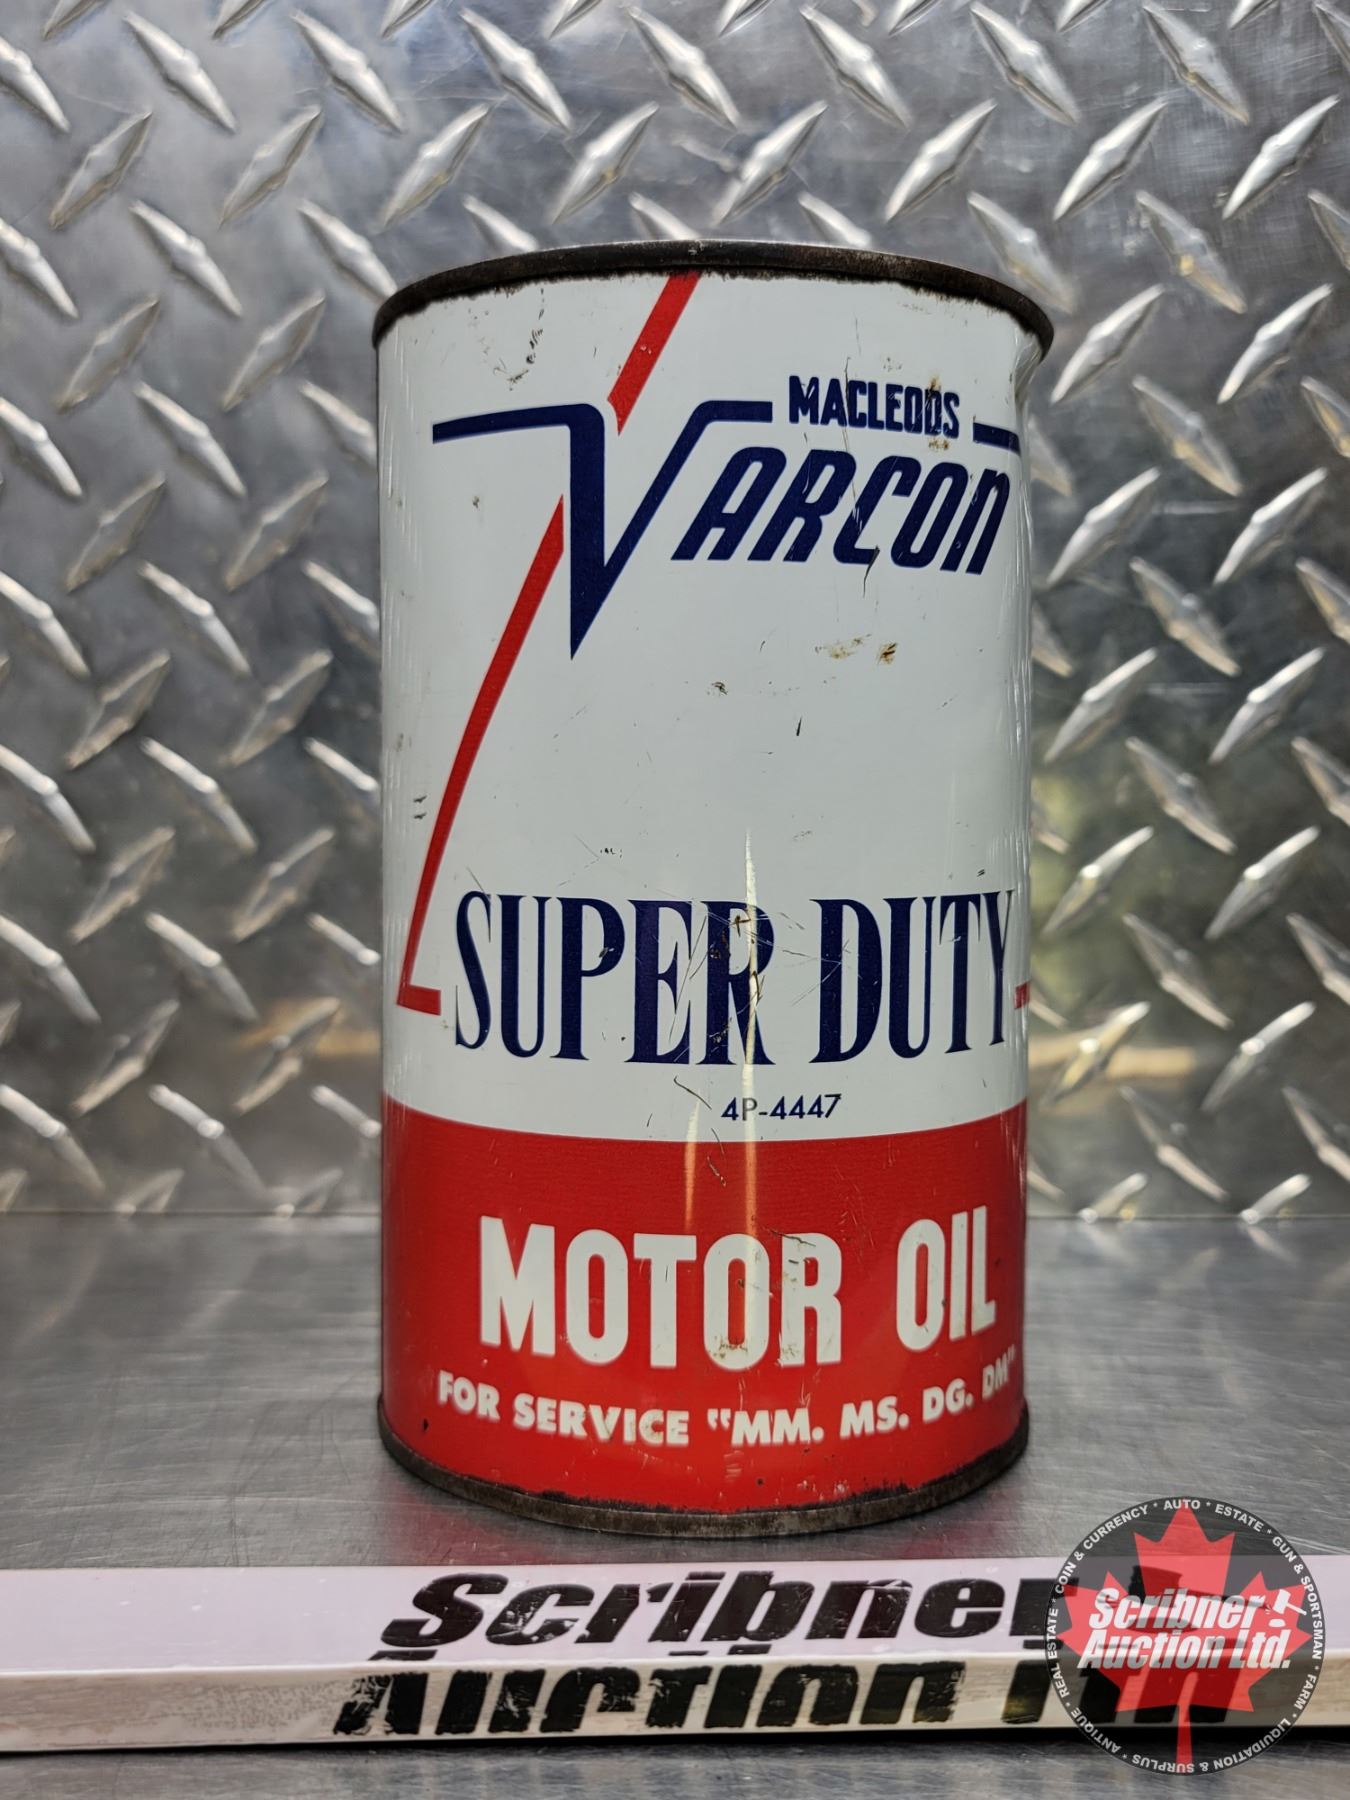 MACLEODS
VARCON
SUPER DUTY
4P-4447
MOTOR OIL
FOR SERVICE "MM. MS. DG. DM"
Scribner
Auction
Scribner
Auction Ltd.
ANTIQUE * REAL ESTATE * COIN & CURRENCY * AUTO * ESTATE * GUN & SPORTSMAN * FARM * LIQUIDATION & SURPLUS *